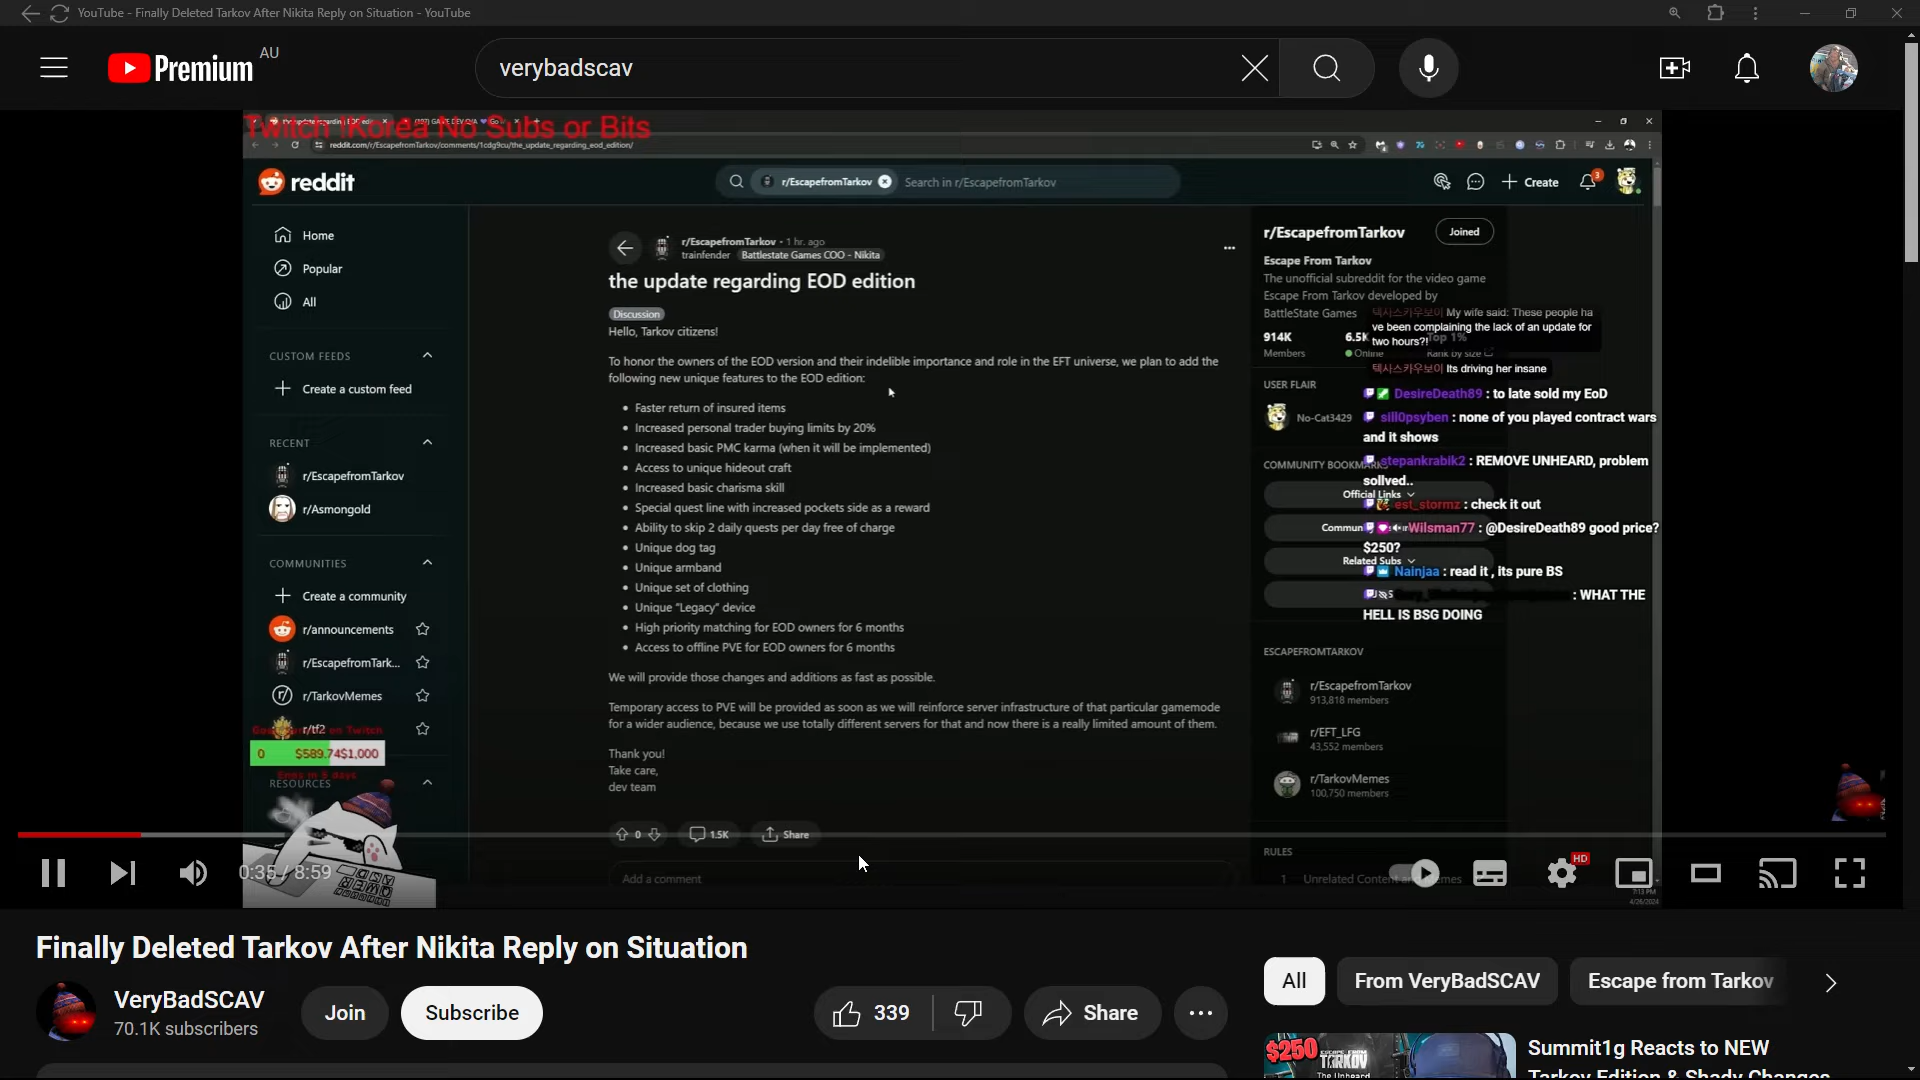 YouTube - Finally Deleted Tarkov After Nikita Reply on Situation - YouTube
Premium
AU
verybadscav
Twitch !Korea No Subs or Bits
reddit.com/r/EscapefromTarkov/comments/1cdg9cu/the_update_regarding_eod_edition/
reddit
r/EscapefromTarkov
Search in r/EscapefromTarkov
Create
3
Home
Popular
All
CUSTOM FEEDS
Create a custom feed
RECENT
r/EscapefromTarkov
r/Asmongold
COMMUNITIES
Create a community
r/announcements
r/EscapefromTark...
r/TarkovMemes
r/tf2
on Twitch
0 $589.74 $1,000
Ends in 5 days
RESOURCES
r/EscapefromTarkov • 1 hr. ago
trainfender Battlestate Games COO - Nikita
the update regarding EOD edition
Discussion
Hello, Tarkov citizens!
To honor the owners of the EOD version and their indelible importance and role in the EFT universe, we plan to add the
following new unique features to the EOD edition:
• Faster return of insured items
• Increased personal trader buying limits by 20%
• Increased basic PMC karma (when it will be implemented)
• Access to unique hideout craft
• Increased basic charisma skill
• Special quest line with increased pockets side as a reward
• Ability to skip 2 daily quests per day free of charge
• Unique dog tag
• Unique armband
• Unique set of clothing
• Unique "Legacy" device
• High priority matching for EOD owners for 6 months
• Access to offline PVE for EOD owners for 6 months
We will provide those changes and additions as fast as possible.
Temporary access to PVE will be provided as soon as we will reinforce server infrastructure of that particular gamemode
for a wider audience, because we use totally different servers for that and now there is a really limited amount of them.
Thank you!
Take care,
dev team
0
1.5K
Share
Add a comment
r/EscapefromTarkov
Joined
Escape From Tarkov
The unofficial subreddit for the video game
Escape From Tarkov developed by
BattleState Games
914K
Members
6.5K
Online
Top 1%
Rank by size
텍사스카우보이 My wife said: These people ha
ve been complaining the lack of an update for
two hours?!
텍사스카우보이 Its driving her insane
USER FLAIR
No-Cat3429
DesireDeath89 : to late sold my EoD
sill0psyben : none of you played contract wars
and it shows
COMMUNITY BOOKMARKS
stepankrabik2 : REMOVE UNHEARD, problem
sollved..
Official Links
est_stormz : check it out
Wilsman77 : @DesireDeath89 good price?
$250?
Related Subs
Nainjaa : read it , its pure BS
: WHAT THE
HELL IS BSG DOING
ESCAPEFROMTARKOV
r/EscapefromTarkov
913,818 members
r/EFT_LFG
43,552 members
r/TarkovMemes
100,750 members
RULES
1 Unrelated Content
7:13 PM
4/26/2024
0:35 / 8:59
HD
Finally Deleted Tarkov After Nikita Reply on Situation
VeryBadSCAV
70.1K subscribers
Join
Subscribe
339
Share
All
From VeryBadSCAV
Escape from Tarkov
$250
ESCAPE FROM
TARKOV
The Unheard
Summit1g Reacts to NEW
Tarkov Edition & Shady Changes